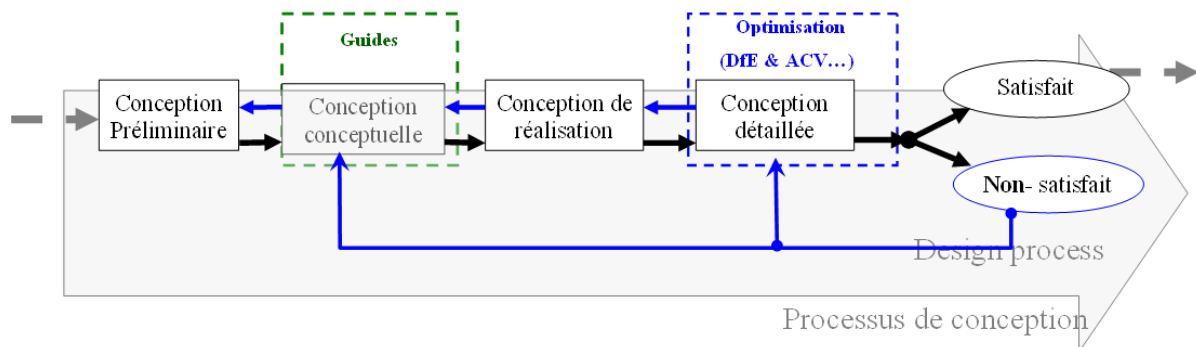 Guides
Optimisation
(DfE & ACV…)
Conception
Préliminaire
Conception
conceptuelle
Conception de
réalisation
Conception
détaillée
Satisfait
Non- satisfait
Design process
Processus de conception